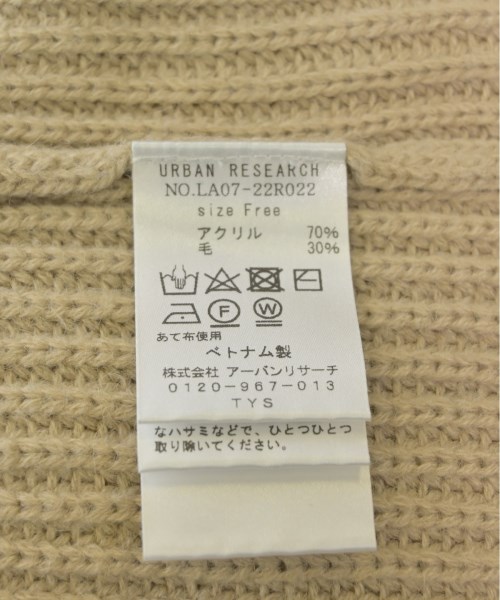 URBAN RESEARCH
NO.LA07-22R022
size Free
アクリル 70%
毛 30%
F W
あて布使用
ベトナム製
株式会社 アーバンリサーチ
0120-967-013
TYS
なハサミなどで、ひとつひとつ
取り除いてください。